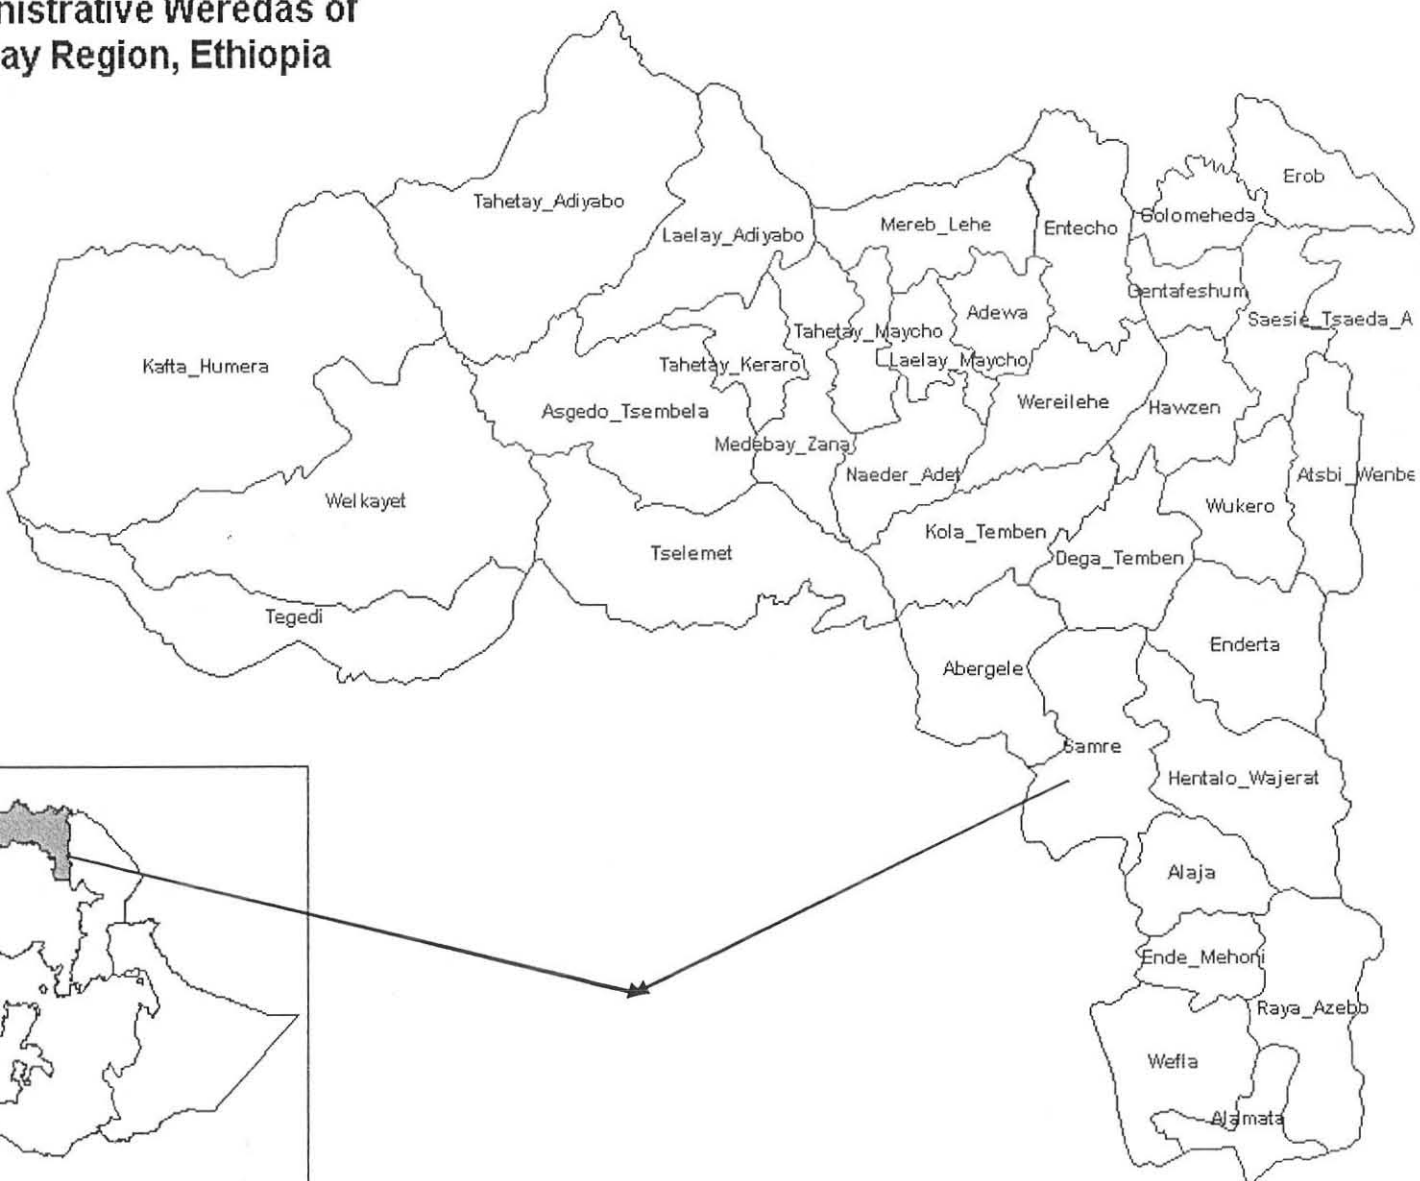 nistrative Weredas of
ay Region, Ethiopia
Erob
Tahetay_Adiyabo
Golomeheda
Mereb_Lehe
Entecho
Laelay_Adiyabo
Gentafeshum
Adewa
Saesie_Tsaeda_A
Tahetay_Maycho
Laelay_Maycho
Tahetay_Keraro
Kafta_Humera
Wereilehe
Hawzen
Asgedo_Tsembela
Medebay_Zana
Naeder_Adet
Atsbi_Wenbe
Welkayet
Wukero
Kola_Temben
Tselemet
Dega_Temben
Tegedi
Enderta
Abergele
Samre
Hentalo_Wajerat
Alaja
Ende_Mehoni
Raya_Azebo
Wefla
Alamata